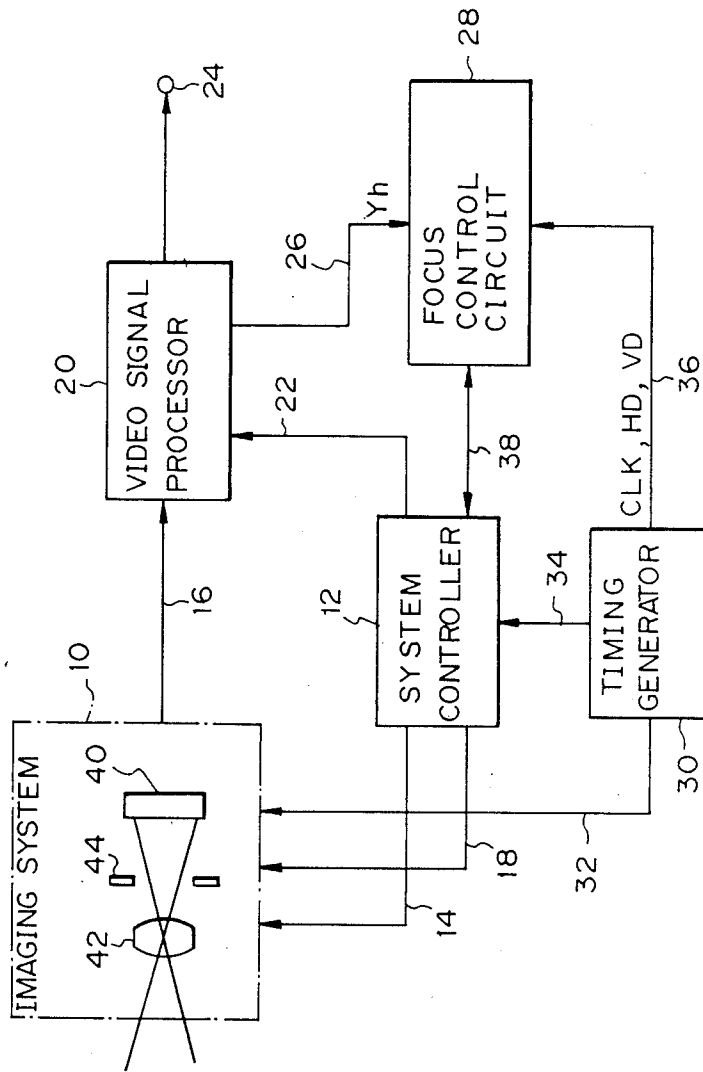 IMAGING SYSTEM
10
42
44
40
16
20
VIDEO SIGNAL
PROCESSOR
24
22
26
Yh
14
18
12
SYSTEM
CONTROLLER
38
FOCUS
CONTROL
CIRCUIT
28
32
34
30
TIMING
GENERATOR
CLK, HD, VD
36